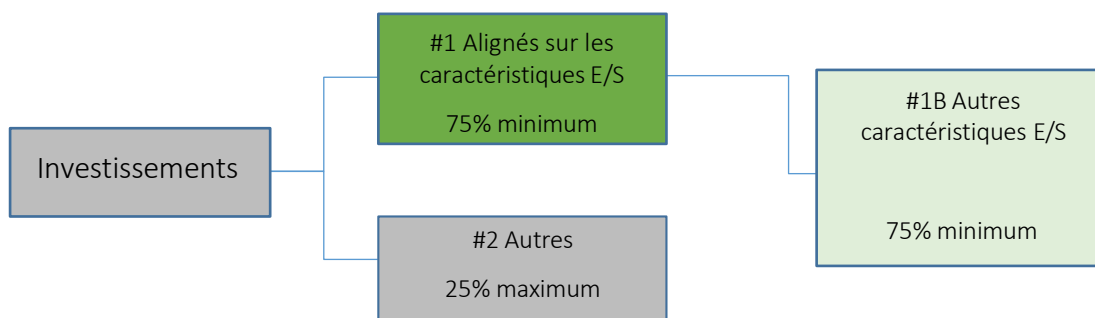 Investissements
#1 Alignés sur les
caractéristiques E/S
75% minimum
#2 Autres
25% maximum
#1B Autres
caractéristiques E/S
75% minimum